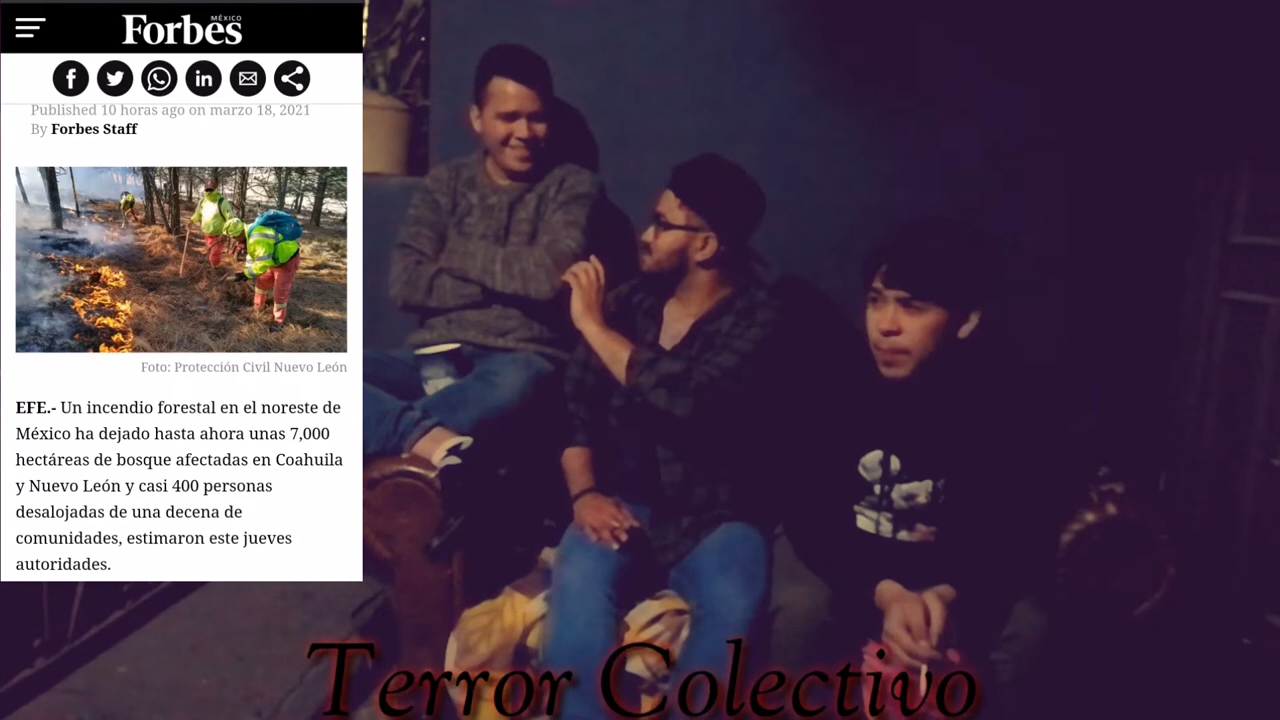 Forbes
MÉXICO
Published 10 horas ago on marzo 18, 2021
By Forbes Staff
Foto: Protección Civil Nuevo León
EFE.- Un incendio forestal en el noreste de
México ha dejado hasta ahora unas 7,000
hectáreas de bosque afectadas en Coahuila
y Nuevo León y casi 400 personas
desalojadas de una decena de
comunidades, estimaron este jueves
autoridades.
Terror Colectivo